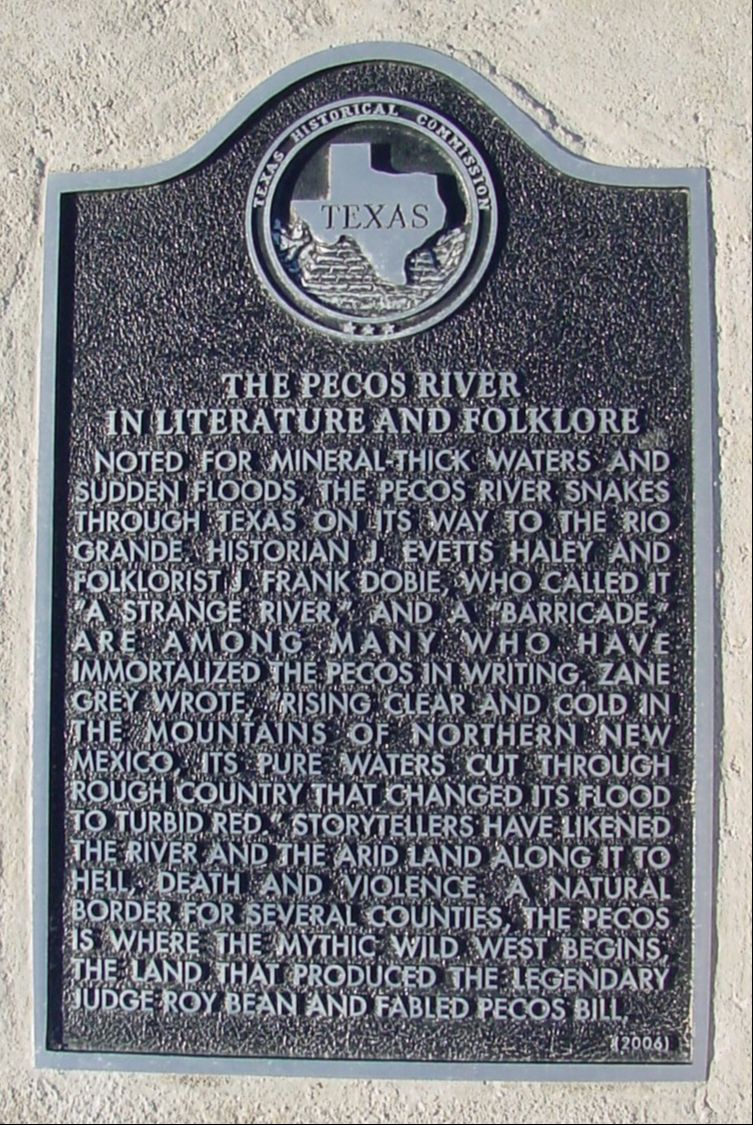 TEXAS HISTORICAL COMMISSION
TEXAS
THE PECOS RIVER
IN LITERATURE AND FOLKLORE
NOTED FOR MINERAL-THICK WATERS AND
SUDDEN FLOODS, THE PECOS RIVER SNAKES
THROUGH TEXAS ON ITS WAY TO THE RIO
GRANDE. HISTORIAN J. EVETTS HALEY AND
FOLKLORIST J. FRANK DOBIE, WHO CALLED IT
"A STRANGE RIVER," AND A "BARRICADE,"
ARE AMONG MANY WHO HAVE
IMMORTALIZED THE PECOS IN WRITING. ZANE
GREY WROTE, "RISING CLEAR AND COLD IN
THE MOUNTAINS OF NORTHERN NEW
MEXICO, ITS PURE WATERS CUT THROUGH
ROUGH COUNTRY THAT CHANGED ITS FLOOD
TO TURBID RED." STORYTELLERS HAVE LIKENED
THE RIVER AND THE ARID LAND ALONG IT TO
HELL, DEATH AND VIOLENCE. A NATURAL
BORDER FOR SEVERAL COUNTIES, THE PECOS
IS WHERE THE MYTHIC WILD WEST BEGINS,
THE LAND THAT PRODUCED THE LEGENDARY
JUDGE ROY BEAN AND FABLED PECOS BILL.
(2006)